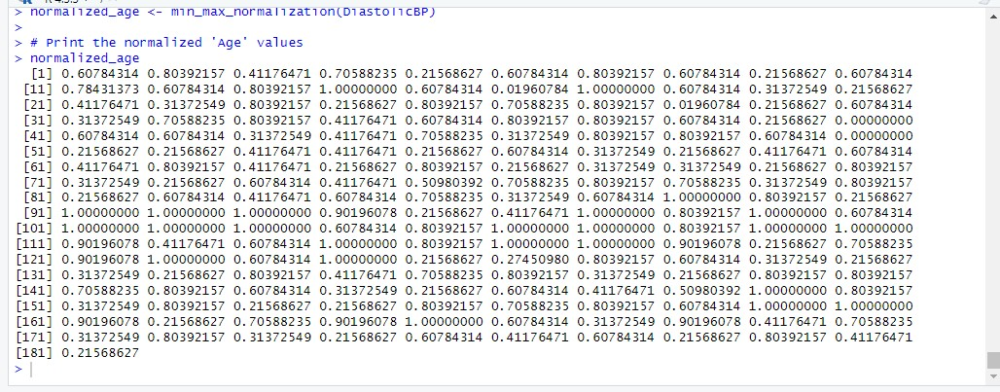 > normalized_age <- min_max_normalization(DiastolicBP)
>
> # Print the normalized 'Age' values
> normalized_age
[1] 0.60784314 0.80392157 0.41176471 0.70588235 0.21568627 0.60784314 0.80392157 0.60784314 0.21568627 0.60784314
[11] 0.78431373 0.60784314 0.80392157 1.00000000 0.60784314 0.01960784 1.00000000 0.60784314 0.31372549 0.21568627
[21] 0.41176471 0.31372549 0.80392157 0.21568627 0.80392157 0.70588235 0.80392157 0.01960784 0.21568627 0.60784314
[31] 0.31372549 0.70588235 0.80392157 0.41176471 0.60784314 0.80392157 0.80392157 0.60784314 0.21568627 0.00000000
[41] 0.60784314 0.60784314 0.31372549 0.41176471 0.70588235 0.31372549 0.80392157 0.80392157 0.60784314 0.00000000
[51] 0.21568627 0.21568627 0.41176471 0.41176471 0.21568627 0.60784314 0.31372549 0.21568627 0.41176471 0.60784314
[61] 0.41176471 0.80392157 0.41176471 0.21568627 0.80392157 0.21568627 0.31372549 0.31372549 0.21568627 0.80392157
[71] 0.31372549 0.21568627 0.60784314 0.41176471 0.50980392 0.70588235 0.80392157 0.70588235 0.31372549 0.80392157
[81] 0.21568627 0.60784314 0.41176471 0.60784314 0.70588235 0.31372549 0.60784314 1.00000000 0.80392157 0.21568627
[91] 1.00000000 1.00000000 1.00000000 0.90196078 0.21568627 0.41176471 1.00000000 0.80392157 1.00000000 0.60784314
[101] 1.00000000 1.00000000 1.00000000 0.60784314 0.80392157 1.00000000 1.00000000 0.80392157 1.00000000 1.00000000
[111] 0.90196078 0.41176471 0.60784314 1.00000000 0.80392157 1.00000000 1.00000000 0.90196078 0.21568627 0.70588235
[121] 0.90196078 1.00000000 0.60784314 1.00000000 0.21568627 0.27450980 0.80392157 0.60784314 0.31372549 0.21568627
[131] 0.31372549 0.21568627 0.80392157 0.41176471 0.70588235 0.80392157 0.31372549 0.21568627 0.80392157 0.80392157
[141] 0.70588235 0.80392157 0.60784314 0.31372549 0.21568627 0.60784314 0.41176471 0.50980392 1.00000000 0.80392157
[151] 0.31372549 0.80392157 0.21568627 0.21568627 0.80392157 0.70588235 0.80392157 0.60784314 1.00000000 1.00000000
[161] 0.90196078 0.21568627 0.70588235 0.90196078 1.00000000 0.60784314 0.31372549 0.90196078 0.41176471 0.70588235
[171] 0.31372549 0.80392157 0.31372549 0.21568627 0.60784314 0.41176471 0.60784314 0.21568627 0.80392157 0.41176471
[181] 0.21568627
>